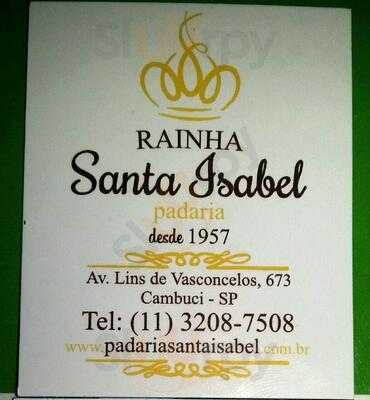 RAINHA
Santa Isabel
padaria
desde 1957
Av. Lins de Vasconcelos, 673
Cambuci - SP
Tel: (11) 3208-7508
www.padariasantaisabel.com.br